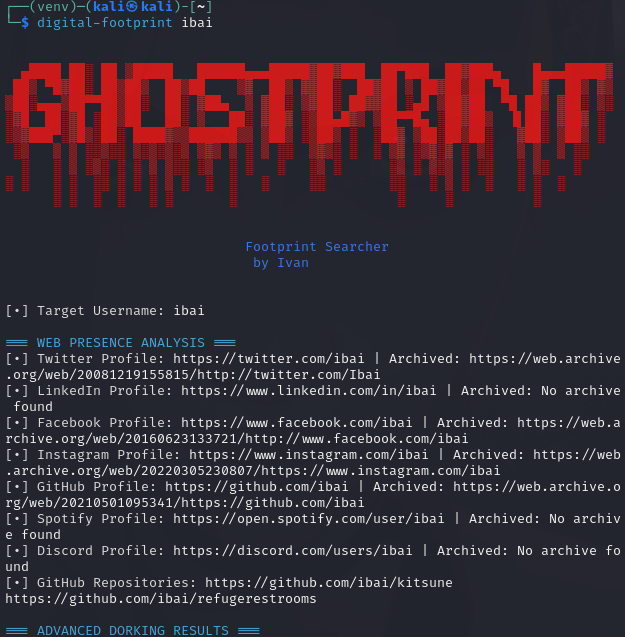 (venv)─(kali㉿kali)-[~]
$ digital-footprint ibai
GHOSTPRINT
Footprint Searcher
by Ivan
[•] Target Username: ibai
=== WEB PRESENCE ANALYSIS ===
[•] Twitter Profile: https://twitter.com/ibai | Archived: https://web.archive
.org/web/20081219155815/http://twitter.com/Ibai
[•] LinkedIn Profile: https://www.linkedin.com/in/ibai | Archived: No archive
found
[•] Facebook Profile: https://www.facebook.com/ibai | Archived: https://web.a
rchive.org/web/20160623133721/http://www.facebook.com/ibai
[•] Instagram Profile: https://www.instagram.com/ibai | Archived: https://web
.archive.org/web/20220305230807/https://www.instagram.com/ibai
[•] GitHub Profile: https://github.com/ibai | Archived: https://web.archive.o
rg/web/20210501095341/https://github.com/ibai
[•] Spotify Profile: https://open.spotify.com/user/ibai | Archived: No archiv
e found
[•] Discord Profile: https://discord.com/users/ibai | Archived: No archive fo
und
[•] GitHub Repositories: https://github.com/ibai/kitsune
https://github.com/ibai/refugerestrooms
=== ADVANCED DORKING RESULTS ===